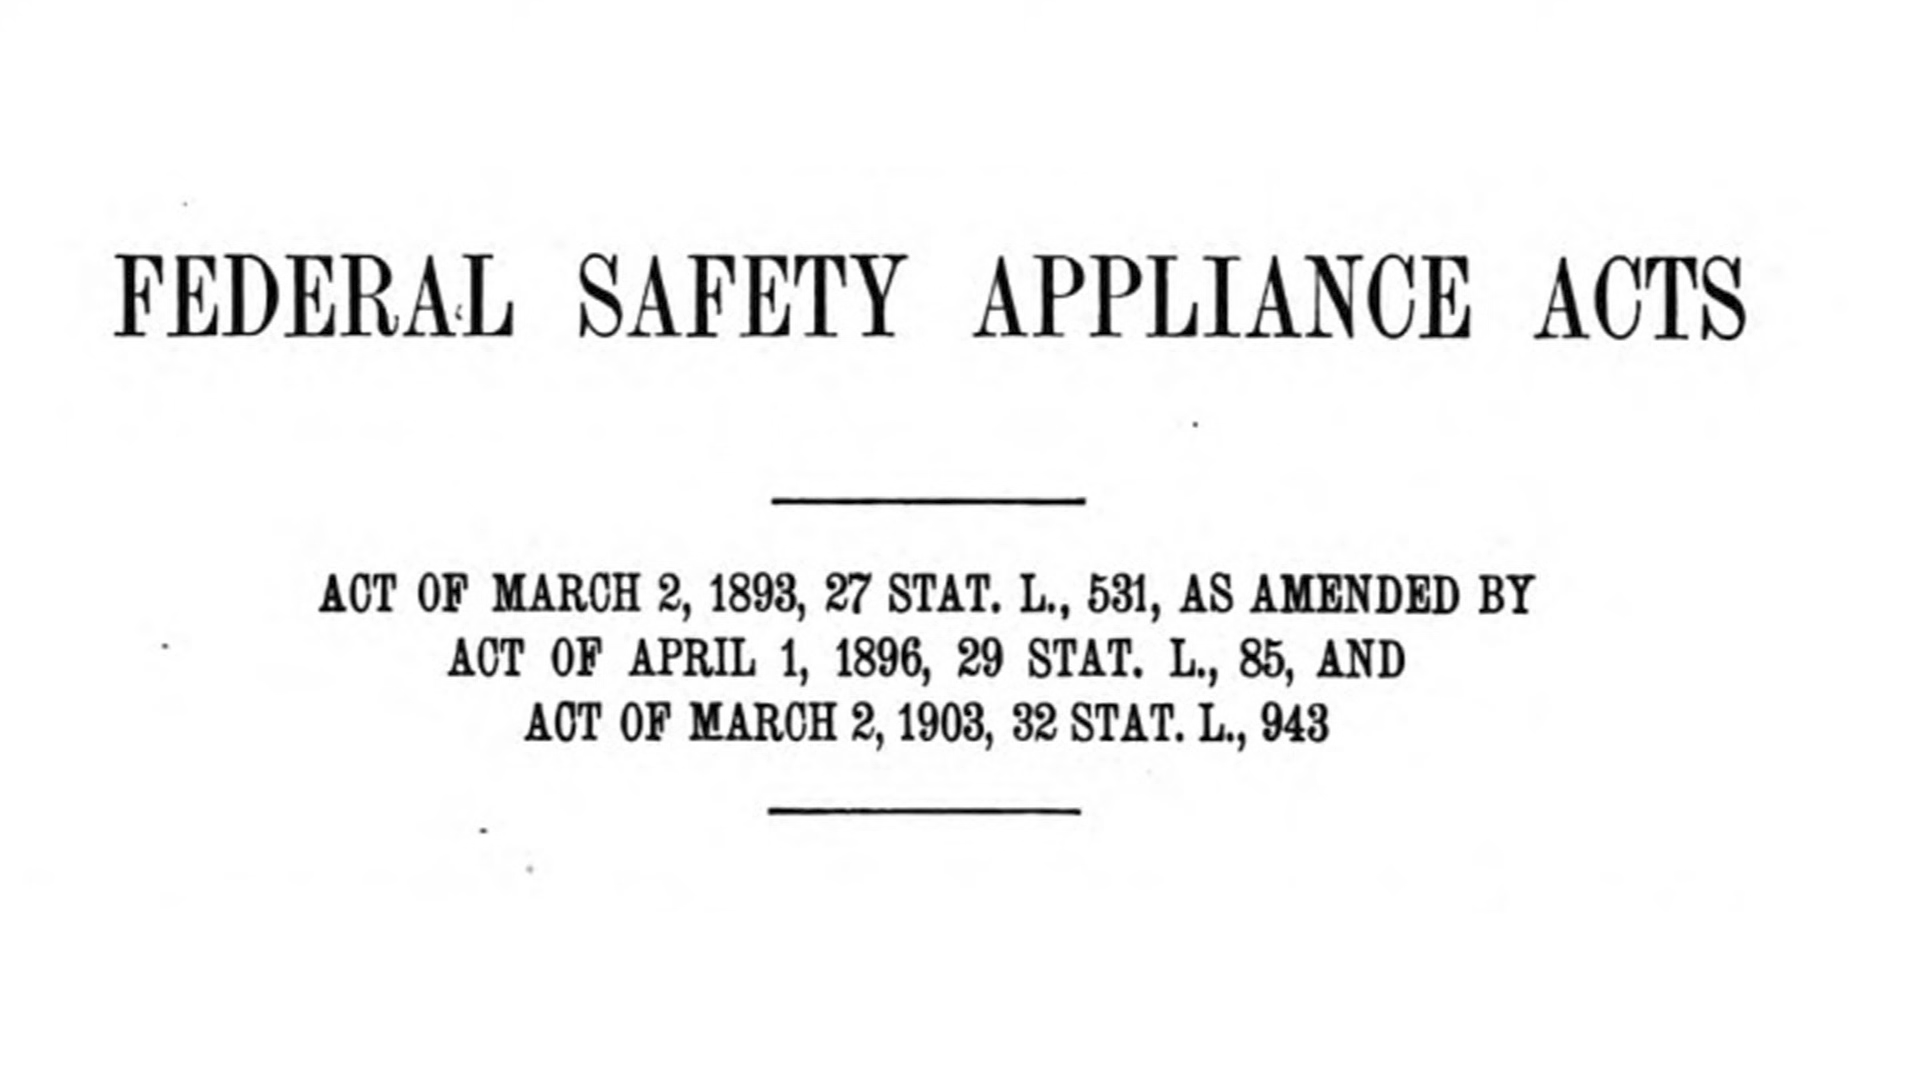 FEDERAL SAFETY APPLIANCE ACTS
ACT OF MARCH 2, 1893, 27 STAT. L., 531, AS AMENDED BY
ACT OF APRIL 1, 1896, 29 STAT. L., 85, AND
ACT OF MARCH 2, 1903, 32 STAT. L., 943